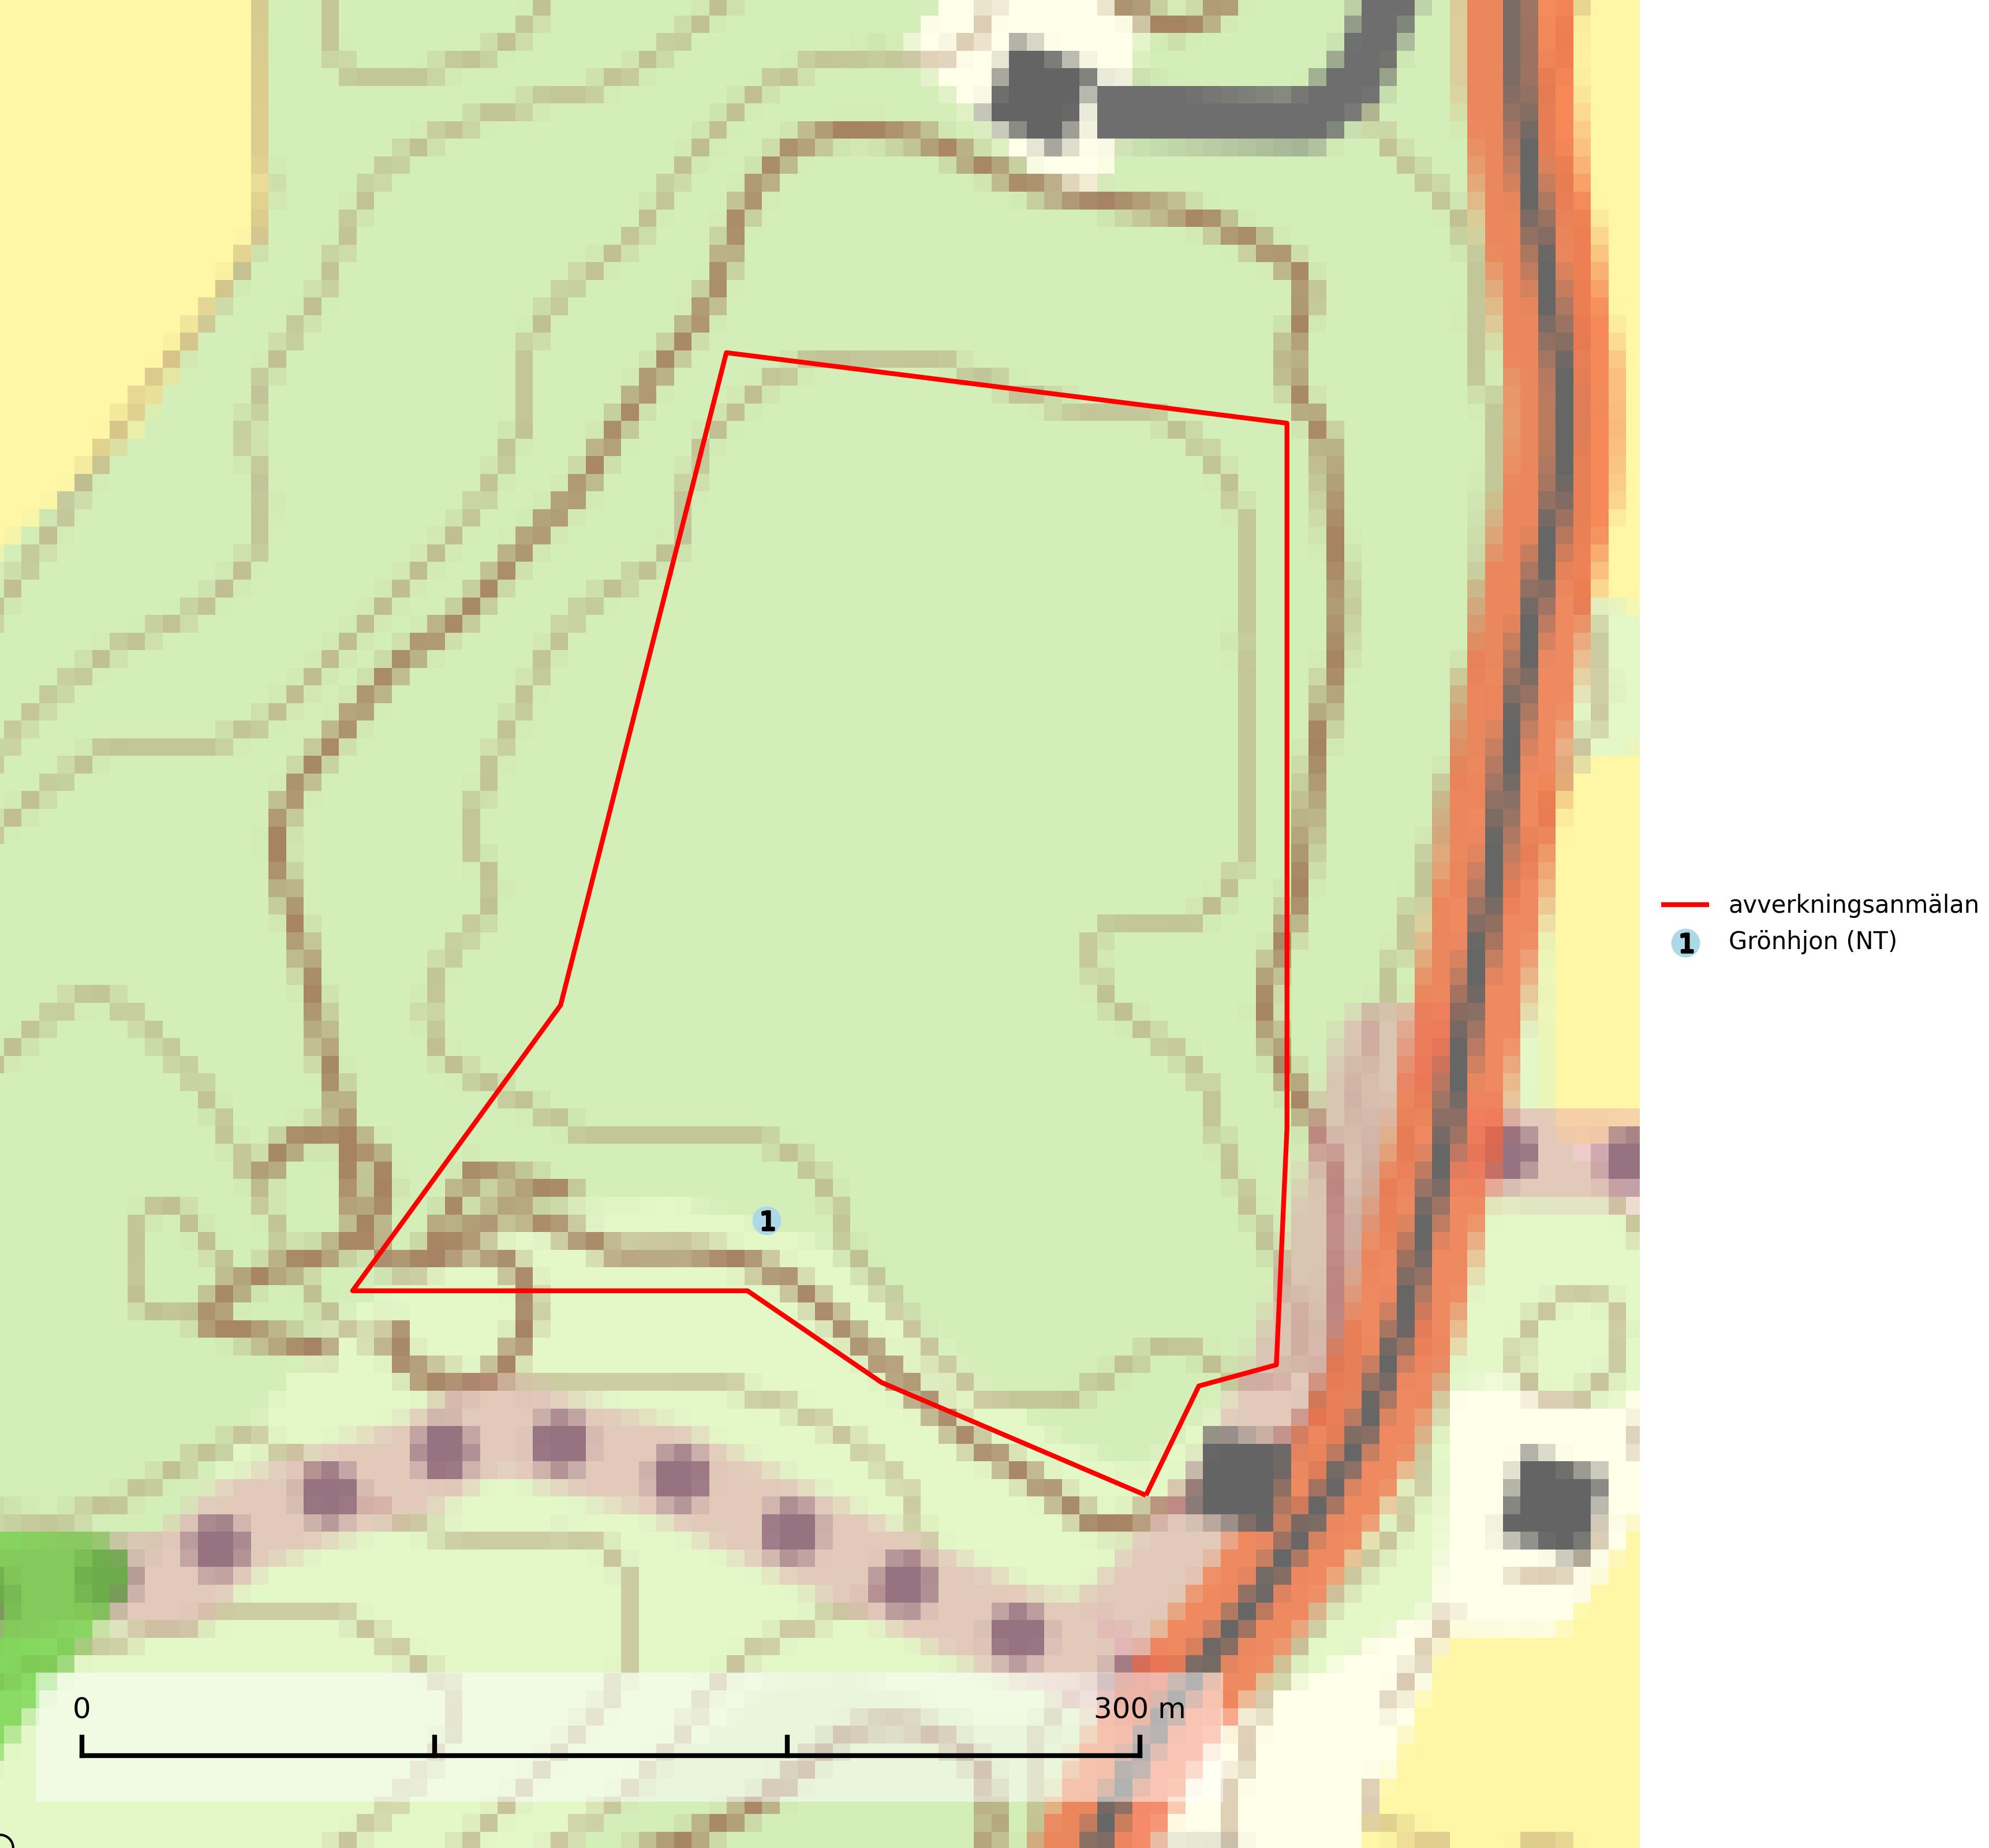 avverkningsanmälan
1 Grönhjon (NT)
1
0 300 m